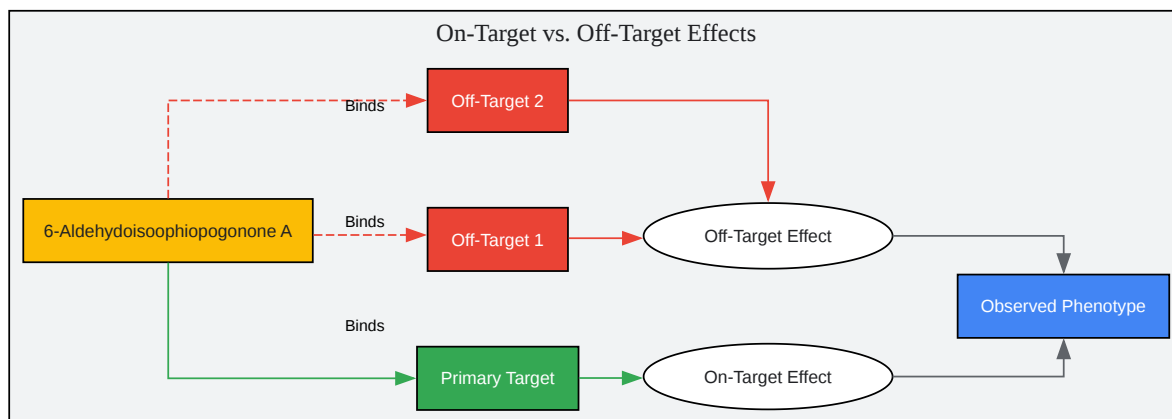 On-Target vs. Off-Target Effects
Binds
Off-Target 2
6-Aldehydoisoophiopogonone A
Binds
Off-Target 1
Off-Target Effect
Observed Phenotype
Binds
Primary Target
On-Target Effect